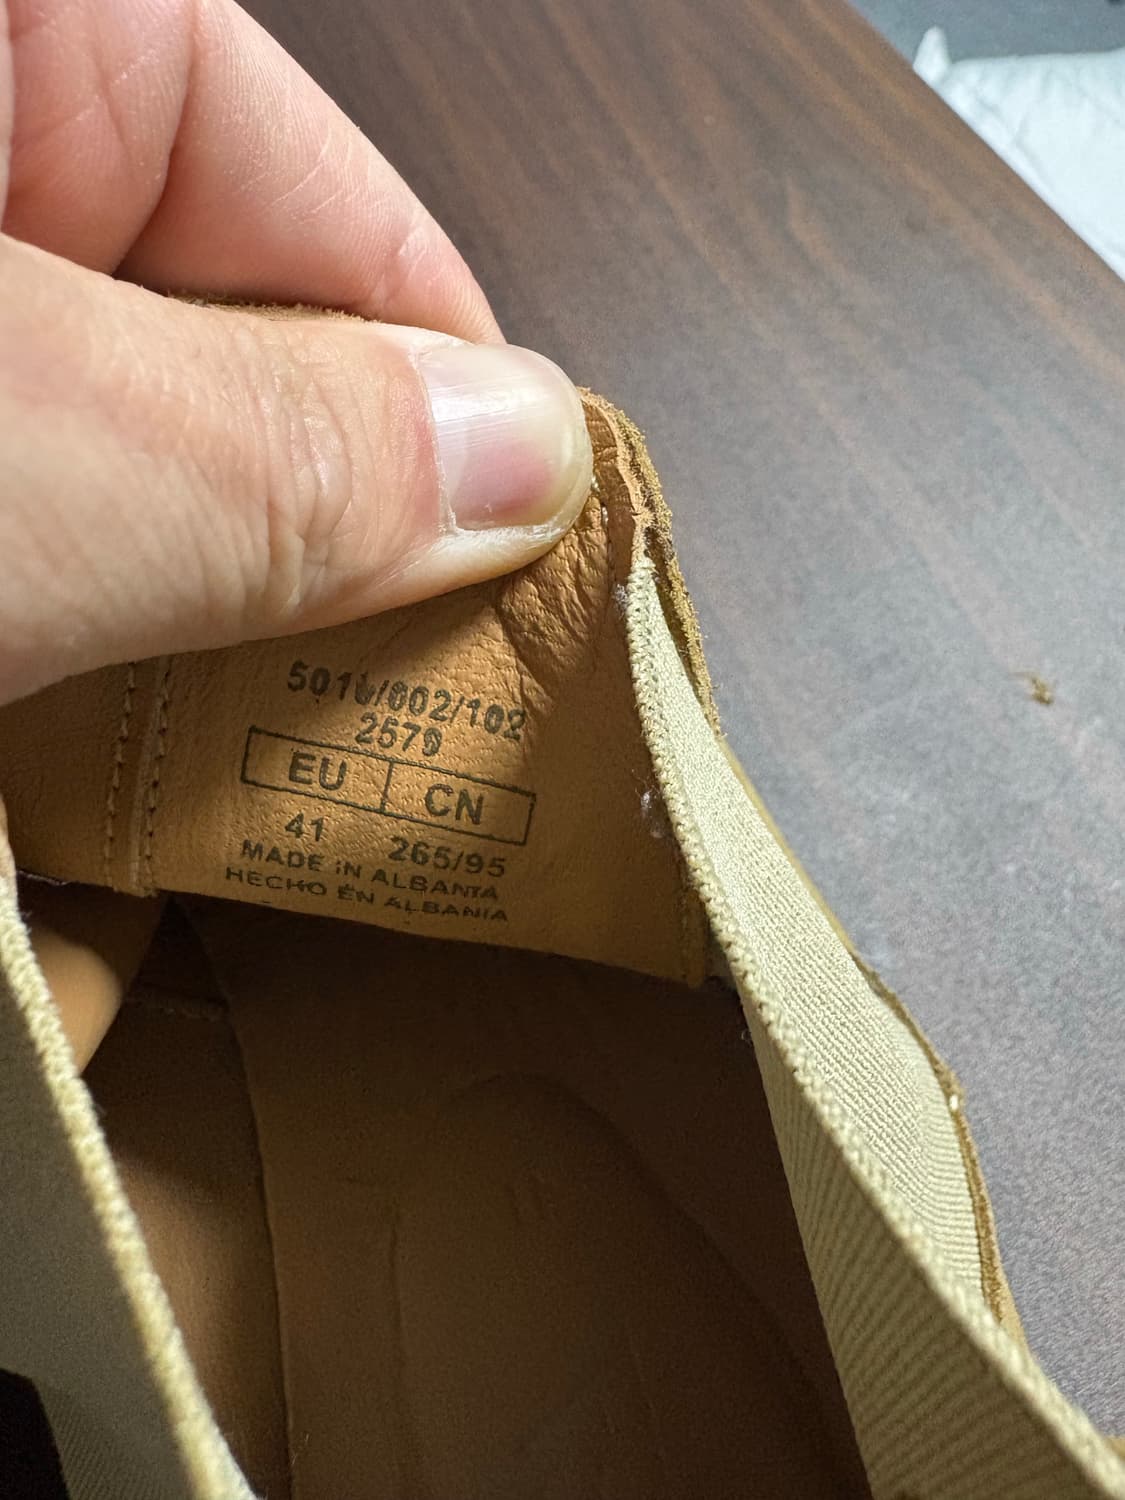 2579
EU CN
41 265/95
MADE IN ALBANIA
HECHO EN ALBANIA